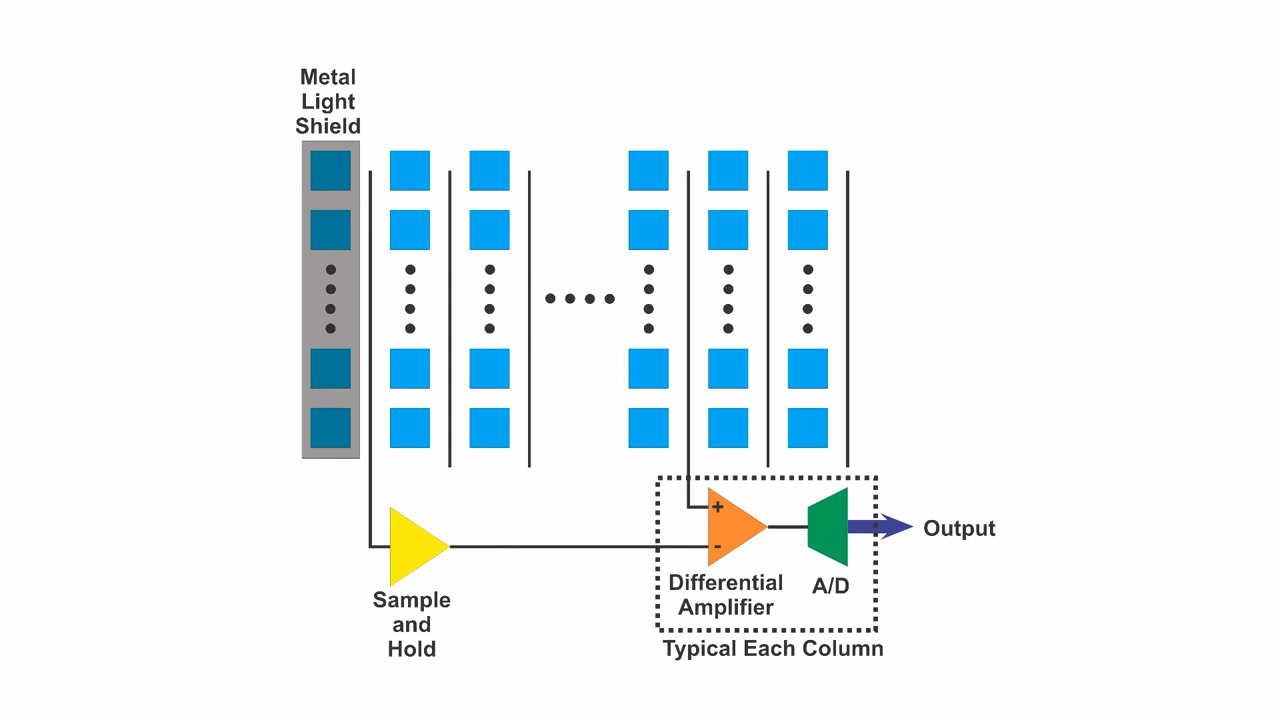 Metal
Light
Shield
+
-
Output
Differential
Amplifier
A/D
Sample
and
Hold
Typical Each Column